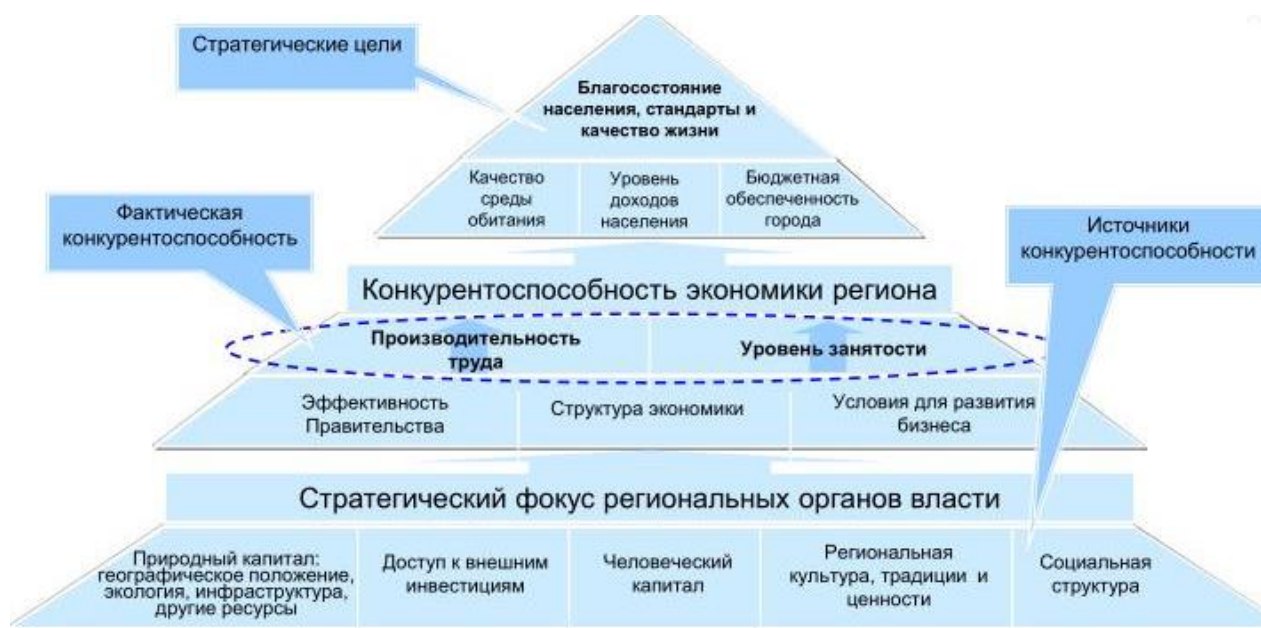 Стратегические цели
Благосостояние
населения, стандарты и
качество жизни
Качество
среды
обитания
Уровень
доходов
населения
Бюджетная
обеспеченность
города
Фактическая
конкурентоспособность
Источники
конкурентоспособности
Конкурентоспособность экономики региона
Производительность
труда
Уровень занятости
Эффективность
Правительства
Структура экономики
Условия для развития
бизнеса
Стратегический фокус региональных органов власти
Природный капитал:
географическое положение,
экология, инфраструктура,
другие ресурсы
Доступ к внешним
инвестициям
Человеческий
капитал
Региональная
культура, традиции и
ценности
Социальная
структура